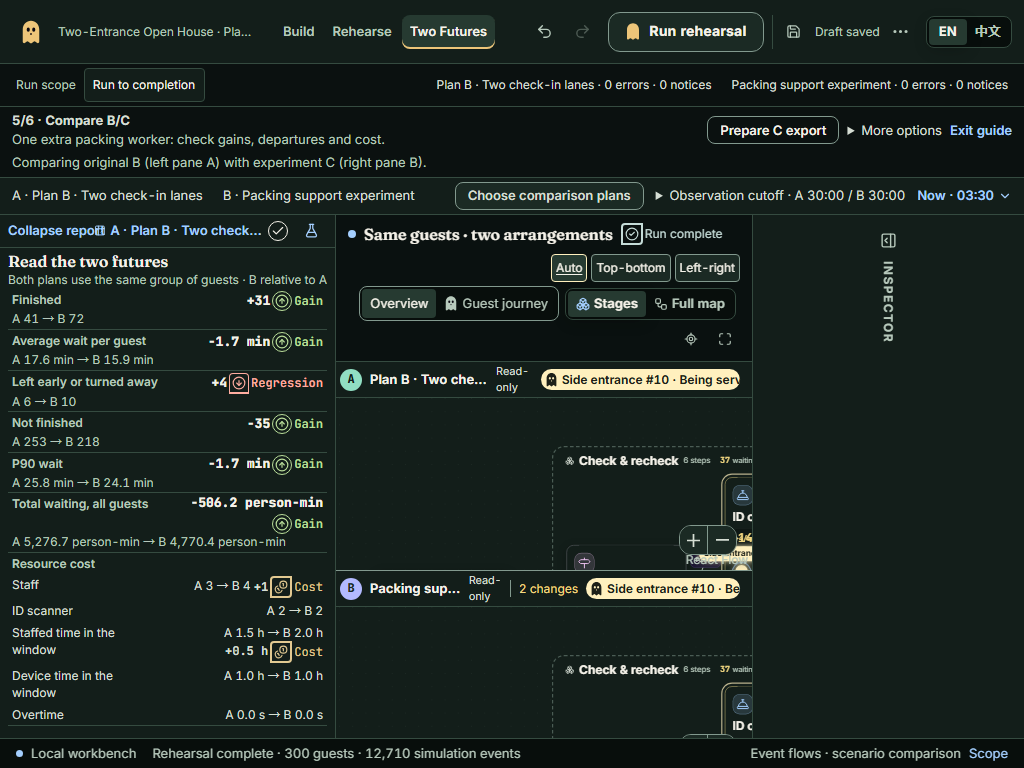 Two-Entrance Open House · Pla...
Build
Rehearse
Two Futures
Run rehearsal
Draft saved
EN
中文
Run scope
Run to completion
Plan B · Two check-in lanes · 0 errors · 0 notices
Packing support experiment · 0 errors · 0 notices
5/6 · Compare B/C
One extra packing worker: check gains, departures and cost.
Comparing original B (left pane A) with experiment C (right pane B).
Prepare C export
More options
Exit guide
A · Plan B · Two check-in lanes
B · Packing support experiment
Choose comparison plans
Observation cutoff · A 30:00 / B 30:00
Now · 03:30
Collapse report
A · Plan B · Two check...
Read the two futures
Both plans use the same group of guests · B relative to A
Finished +31 Gain
A 41 → B 72
Average wait per guest -1.7 min Gain
A 17.6 min → B 15.9 min
Left early or turned away +4 Regression
A 6 → B 10
Not finished -35 Gain
A 253 → B 218
P90 wait -1.7 min Gain
A 25.8 min → B 24.1 min
Total waiting, all guests -506.2 person-min
Gain
A 5,276.7 person-min → B 4,770.4 person-min
Resource cost
Staff A 3 → B 4 +1 Cost
ID scanner A 2 → B 2
Staffed time in the window A 1.5 h → B 2.0 h
+0.5 h Cost
Device time in the window A 1.0 h → B 1.0 h
Overtime A 0.0 s → B 0.0 s
Same guests · two arrangements
Run complete
Auto
Top-bottom
Left-right
Overview
Guest journey
Stages
Full map
A Plan B · Two che...
Read-only
Side entrance #10 · Being serv
Check & recheck 6 steps 37 waitin
ID c
React Flow
B Packing sup...
Read-only
2 changes
Side entrance #10 · Be
Check & recheck 6 steps 37 waitin
ID c
INSPECTOR
Local workbench
Rehearsal complete · 300 guests · 12,710 simulation events
Event flows · scenario comparison
Scope